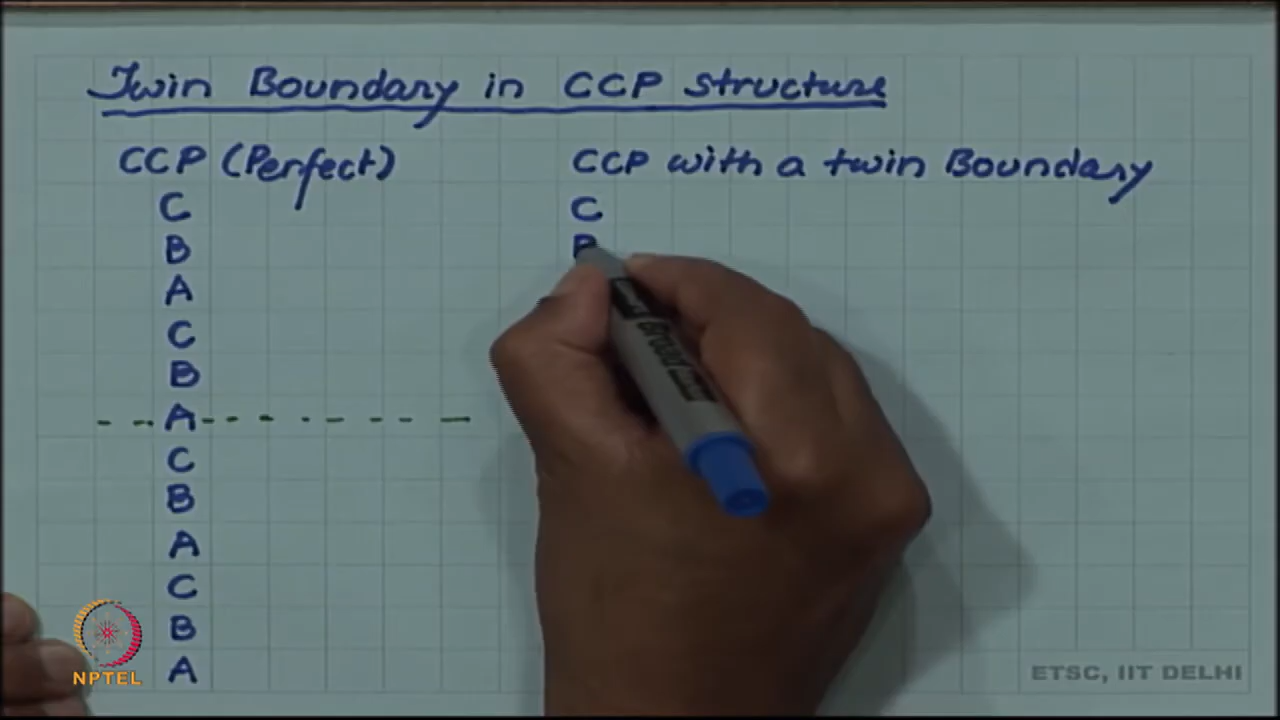 Twin Boundary in CCP structure
CCP (Perfect) CCP with a twin Boundary
C C
B B
A
C
B
A
C
B
A
C
B
A
NPTEL
ETSC, IIT DELHI